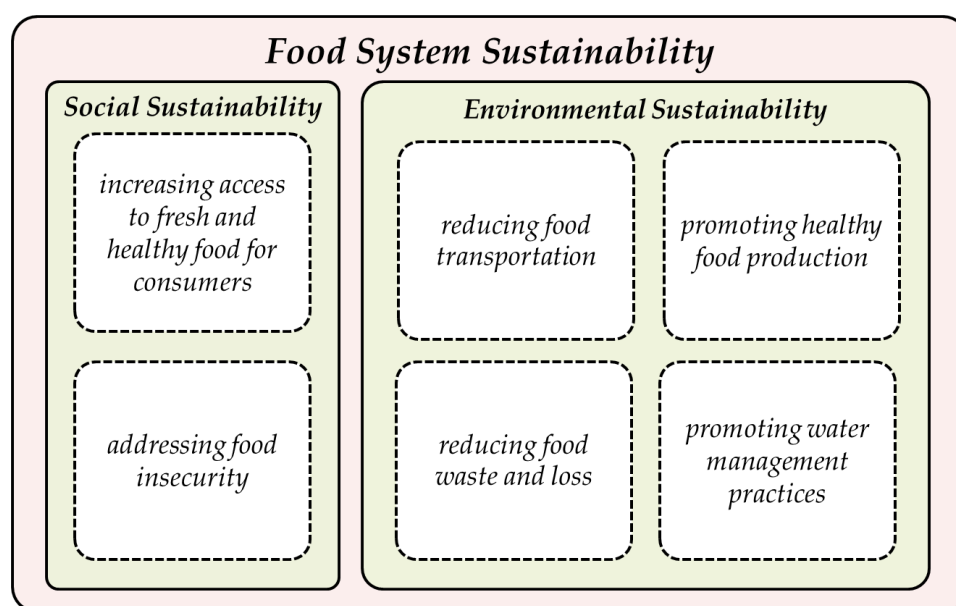 Food System Sustainability
Social Sustainability
increasing access
to fresh and
healthy food for
consumers
addressing food
insecurity
Environmental Sustainability
reducing food
transportation
promoting healthy
food production
reducing food
waste and loss
promoting water
management
practices